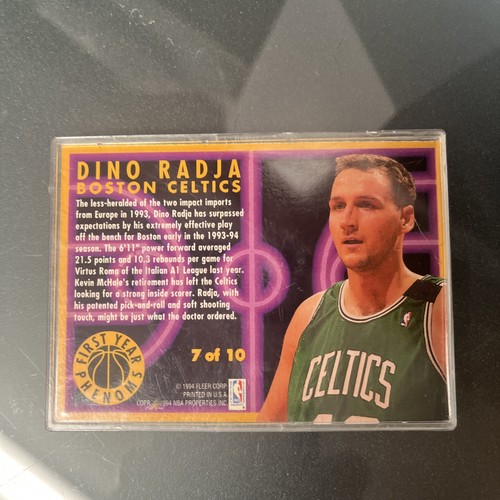 DINO RADJA
BOSTON CELTICS
The less-heralded of the two impact imports
from Europe in 1993, Dino Radja has surpassed
expectations by his extremely effective play
off the bench for Boston early in the 1993-94
season. The 6'11" power forward averaged
21.5 points and 10.3 rebounds per game for
Virtus Roma of the Italian A1 League last year.
Kevin McHale's retirement has left the Celtics
looking for a strong inside scorer. Radja, with
his patented pick-and-roll and soft shooting
touch, might be just what the doctor ordered.
7 of 10
FIRST YEAR
PHENOMS
© 1994 FLEER CORP.
PRINTED IN U.S.A.
1994 NBA PROPERTIES INC.
NBA
CELTICS